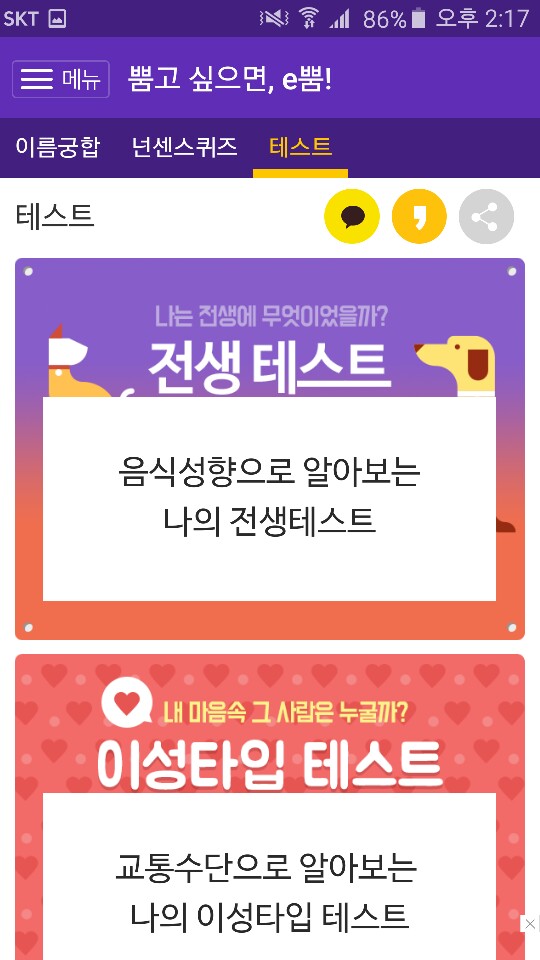 SKT 86% 오후 2:17
메뉴 뿜고 싶으면, e뿜!
이름궁합 넌센스퀴즈 테스트
테스트
나는 전생에 무엇이었을까?
전생 테스트
음식성향으로 알아보는
나의 전생테스트
내 마음속 그 사람은 누굴까?
이성타입 테스트
교통수단으로 알아보는
나의 이성타입 테스트